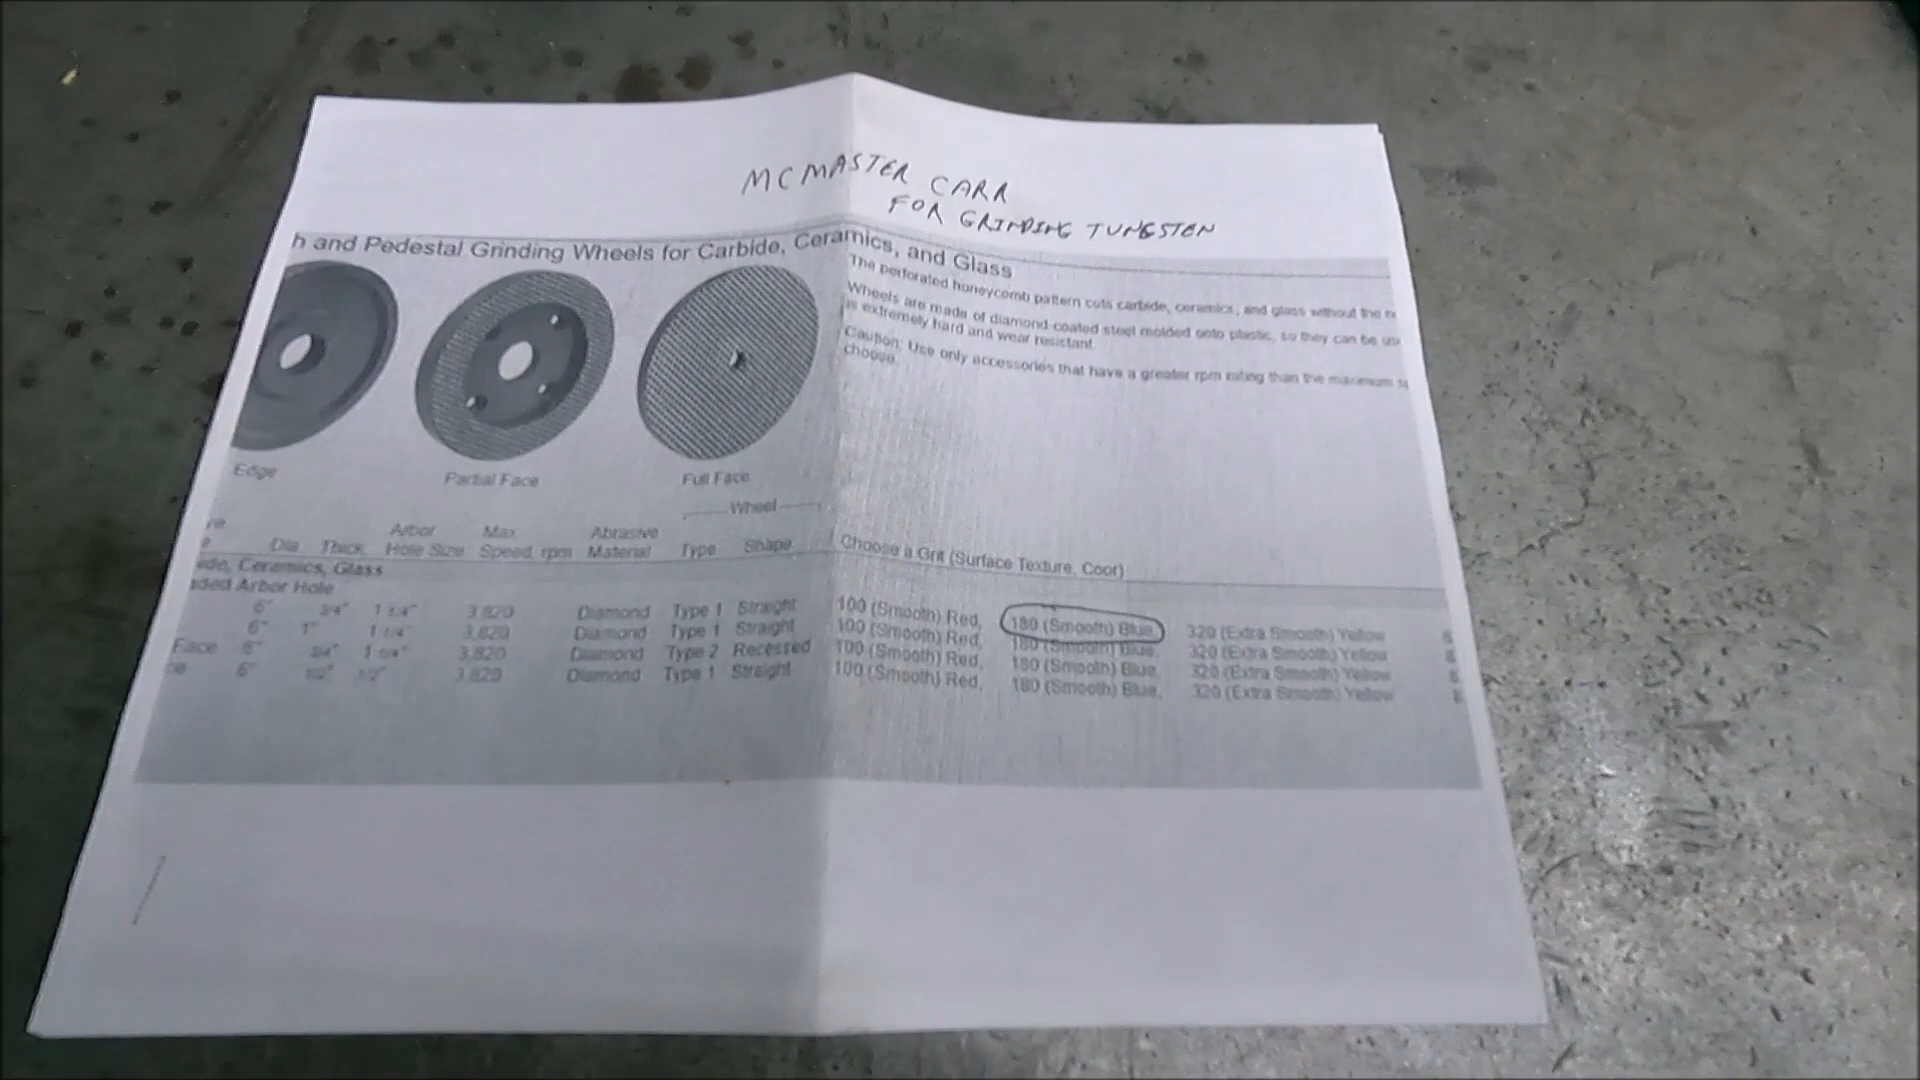 MCMASTER CARR
FOR GRINDING TUNGSTEN
h and Pedestal Grinding Wheels for Carbide, Ceramics, and Glass
The perforated honeycomb pattern cuts carbide, ceramics, and glass without the
Wheels are made of diamond-coated steel molded onto plastic, so they can be
is extremely hard and wear resistant.
Caution: Use only accessories that have a greater rpm rating than the maximum
choose.
Edge Partial Face Full Face
Wheel
Dia. Thick. Arbor Hole Size Max. Speed, rpm Abrasive Material Type Shape Choose a Grit (Surface Texture, Coor)
ide, Ceramics, Glass
aded Arbor Hole
6" 3/4" 1 1/4" 3,820 Diamond Type 1 Straight 100 (Smooth) Red, 180 (Smooth) Blue, 320 (Extra Smooth) Yellow
6" 1" 1 1/4" 3,820 Diamond Type 1 Straight 100 (Smooth) Red, 180 (Smooth) Blue, 320 (Extra Smooth) Yellow
Face 6" 3/4" 1 1/4" 3,820 Diamond Type 2 Recessed 100 (Smooth) Red, 180 (Smooth) Blue, 320 (Extra Smooth) Yellow
ce 6" 1/2" 1/2" 3,820 Diamond Type 1 Straight 100 (Smooth) Red, 180 (Smooth) Blue, 320 (Extra Smooth) Yellow